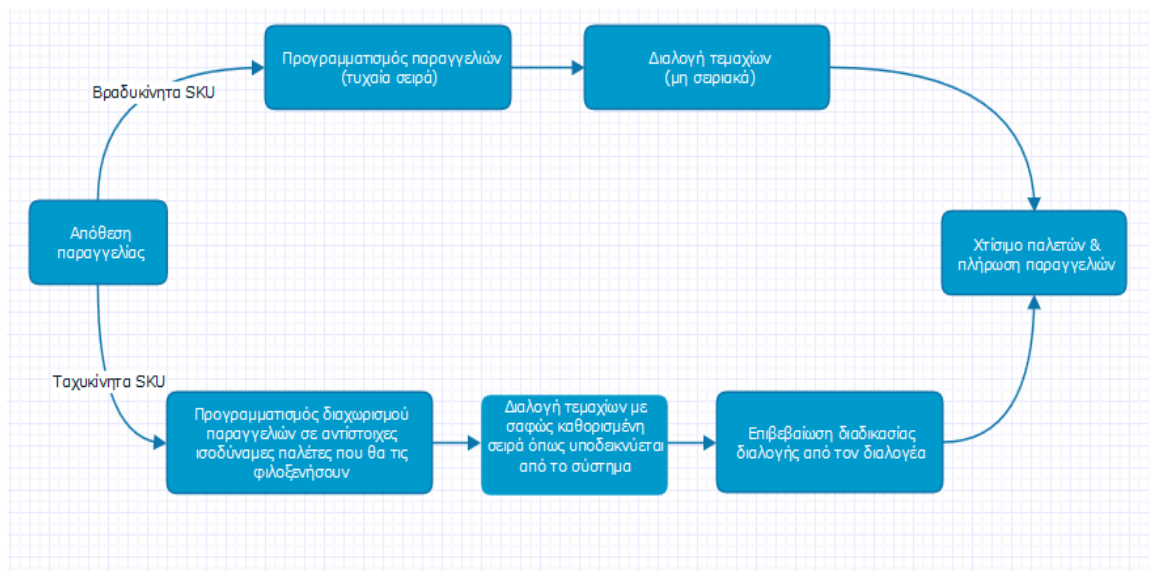 Προγραμματισμός παραγγελιών
(τυχαία σειρά)
Διαλογή τεμαχίων
(μη σειριακά)
Βραδυκίνητα SKU
Απόθεση
παραγγελίας
Χτίσιμο παλετών &
πλήρωση παραγγελιών
Ταχυκίνητα SKU
Προγραμματισμός διαχωρισμού
παραγγελιών σε αντίστοιχες
ισοδύναμες παλέτες που θα τις
φιλοξενήσουν
Διαλογή τεμαχίων με
σαφώς καθορισμένη
σειρά όπως υποδεικνύεται
από το σύστημα
Επιβεβαίωση διαδικασίας
διαλογής από τον διαλογέα